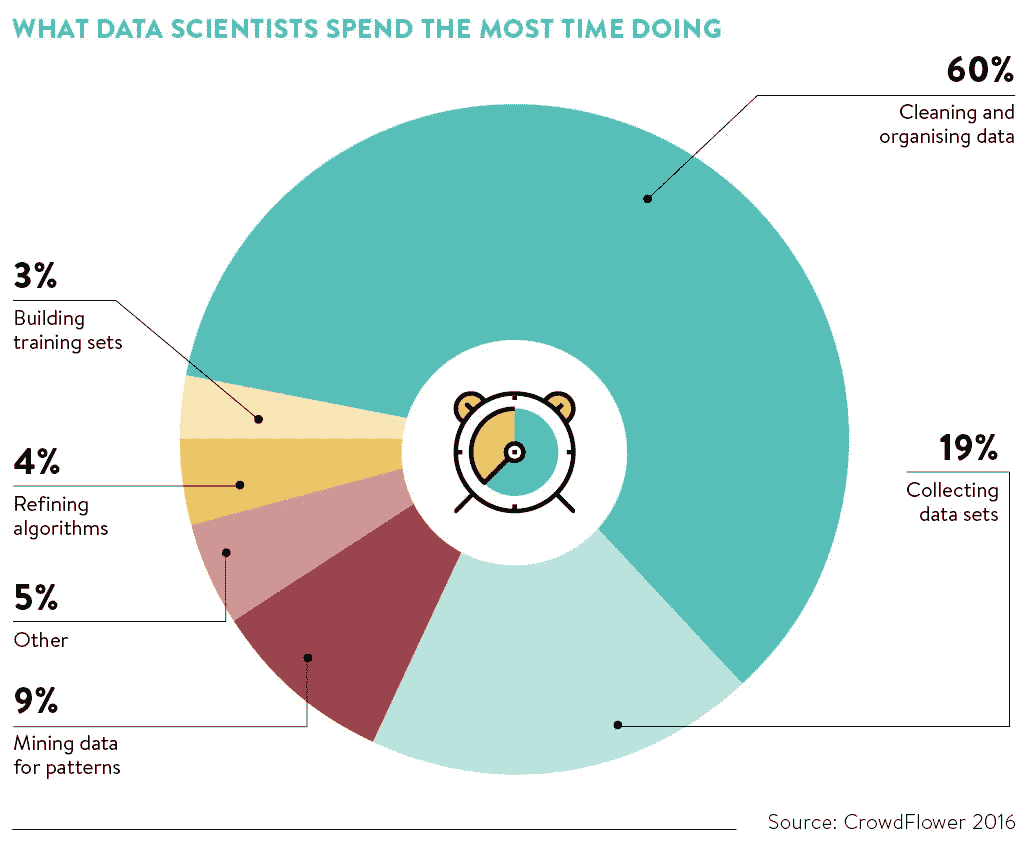 WHAT DATA SCIENTISTS SPEND THE MOST TIME DOING
60%
Cleaning and
organising data
3%
Building
training sets
4%
Refining
algorithms
19%
Collecting
data sets
5%
Other
9%
Mining data
for patterns
Source: CrowdFlower 2016